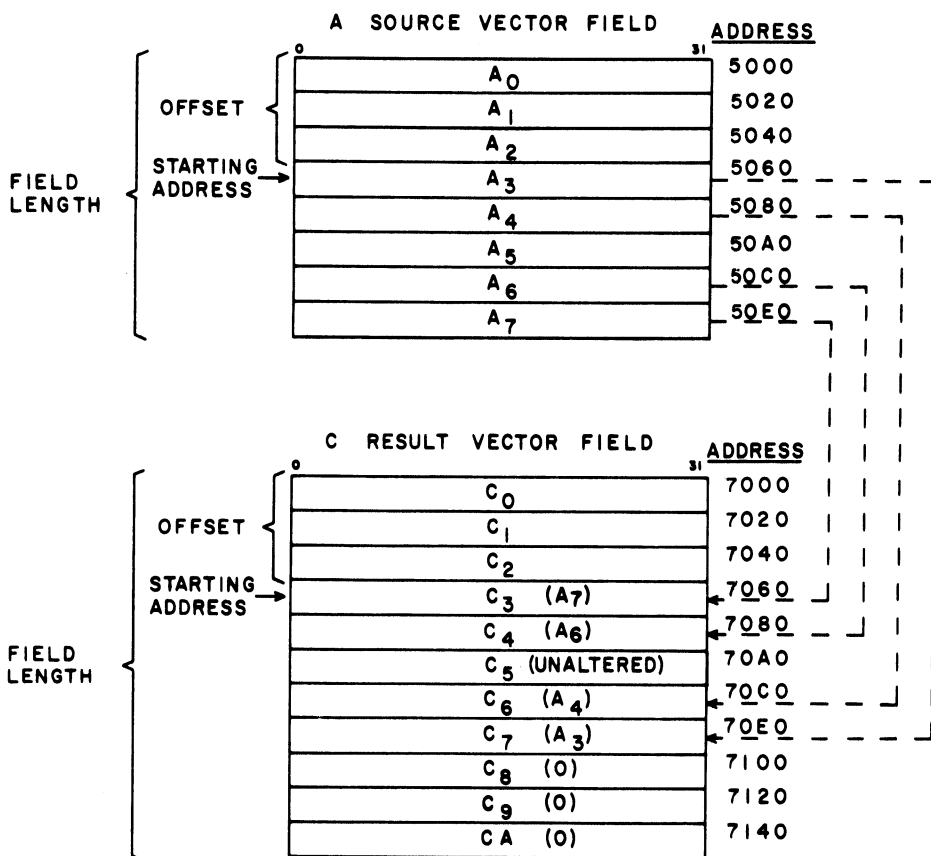 A SOURCE VECTOR FIELD
ADDRESS
0 31
A0 5000
OFFSET A1 5020
A2 5040
STARTING ADDRESS A3 5060
FIELD LENGTH
A4 5080
A5 50A0
A6 50C0
A7 50E0
C RESULT VECTOR FIELD
ADDRESS
0 31
C0 7000
OFFSET C1 7020
C2 7040
STARTING ADDRESS C3 (A7) 7060
C4 (A6) 7080
FIELD LENGTH
C5 (UNALTERED) 70A0
C6 (A4) 70C0
C7 (A3) 70E0
C8 (0) 7100
C9 (0) 7120
CA (0) 7140